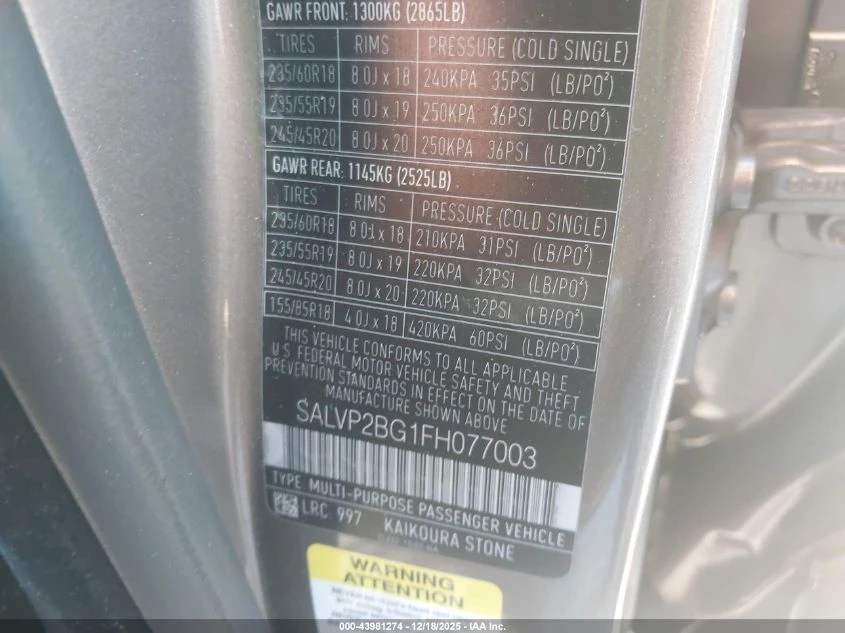 GAWR FRONT: 1300KG (2865LB)
TIRES RIMS PRESSURE (COLD SINGLE)
235/60R18 8.0J x 18 240KPA 35PSI (LB/PO²)
235/55R19 8.0J x 19 250KPA 36PSI (LB/PO²)
245/45R20 8.0J x 20 250KPA 36PSI (LB/PO²)
GAWR REAR: 1145KG (2525LB)
TIRES RIMS PRESSURE (COLD SINGLE)
235/60R18 8.0J x 18 210KPA 31PSI (LB/PO²)
235/55R19 8.0J x 19 220KPA 32PSI (LB/PO²)
245/45R20 8.0J x 20 220KPA 32PSI (LB/PO²)
155/85R18 4.0J x 18 420KPA 60PSI (LB/PO²)
THIS VEHICLE CONFORMS TO ALL APPLICABLE
U.S. FEDERAL MOTOR VEHICLE SAFETY AND THEFT
PREVENTION STANDARDS IN EFFECT ON THE DATE OF
MANUFACTURE SHOWN ABOVE
SALVP2BG1FH077003
TYPE: MULTI-PURPOSE PASSENGER VEHICLE
LRC: 997 KAIKOURA STONE
WARNING
ATTENTION
000-43981274 - 12/18/2025 - IAA Inc.